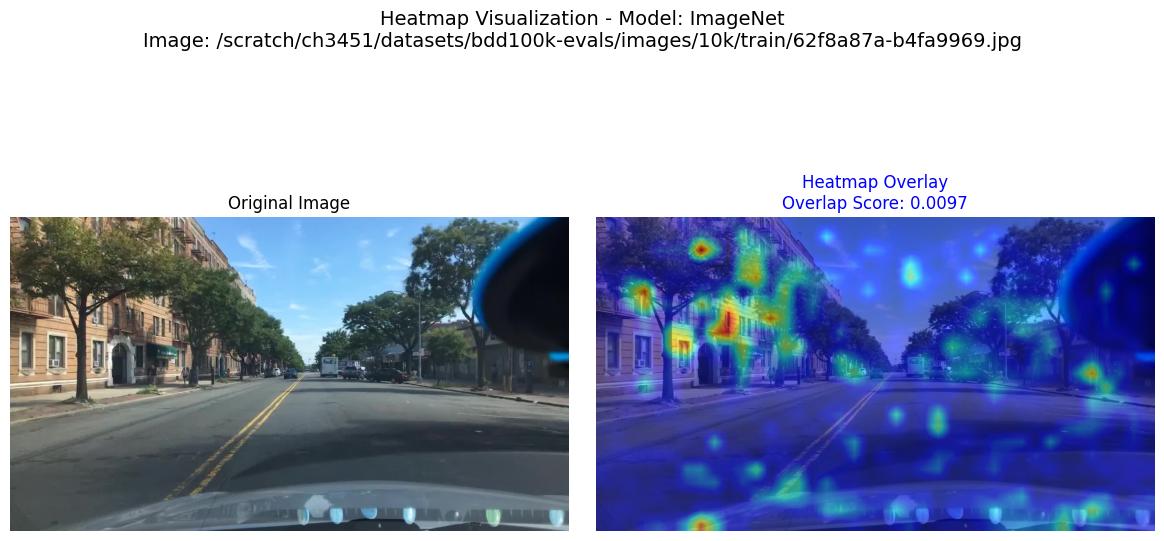 Heatmap Visualization - Model: ImageNet
Image: /scratch/ch3451/datasets/bdd100k-evals/images/10k/train/62f8a87a-b4fa9969.jpg
Original Image
Heatmap Overlay
Overlap Score: 0.0097